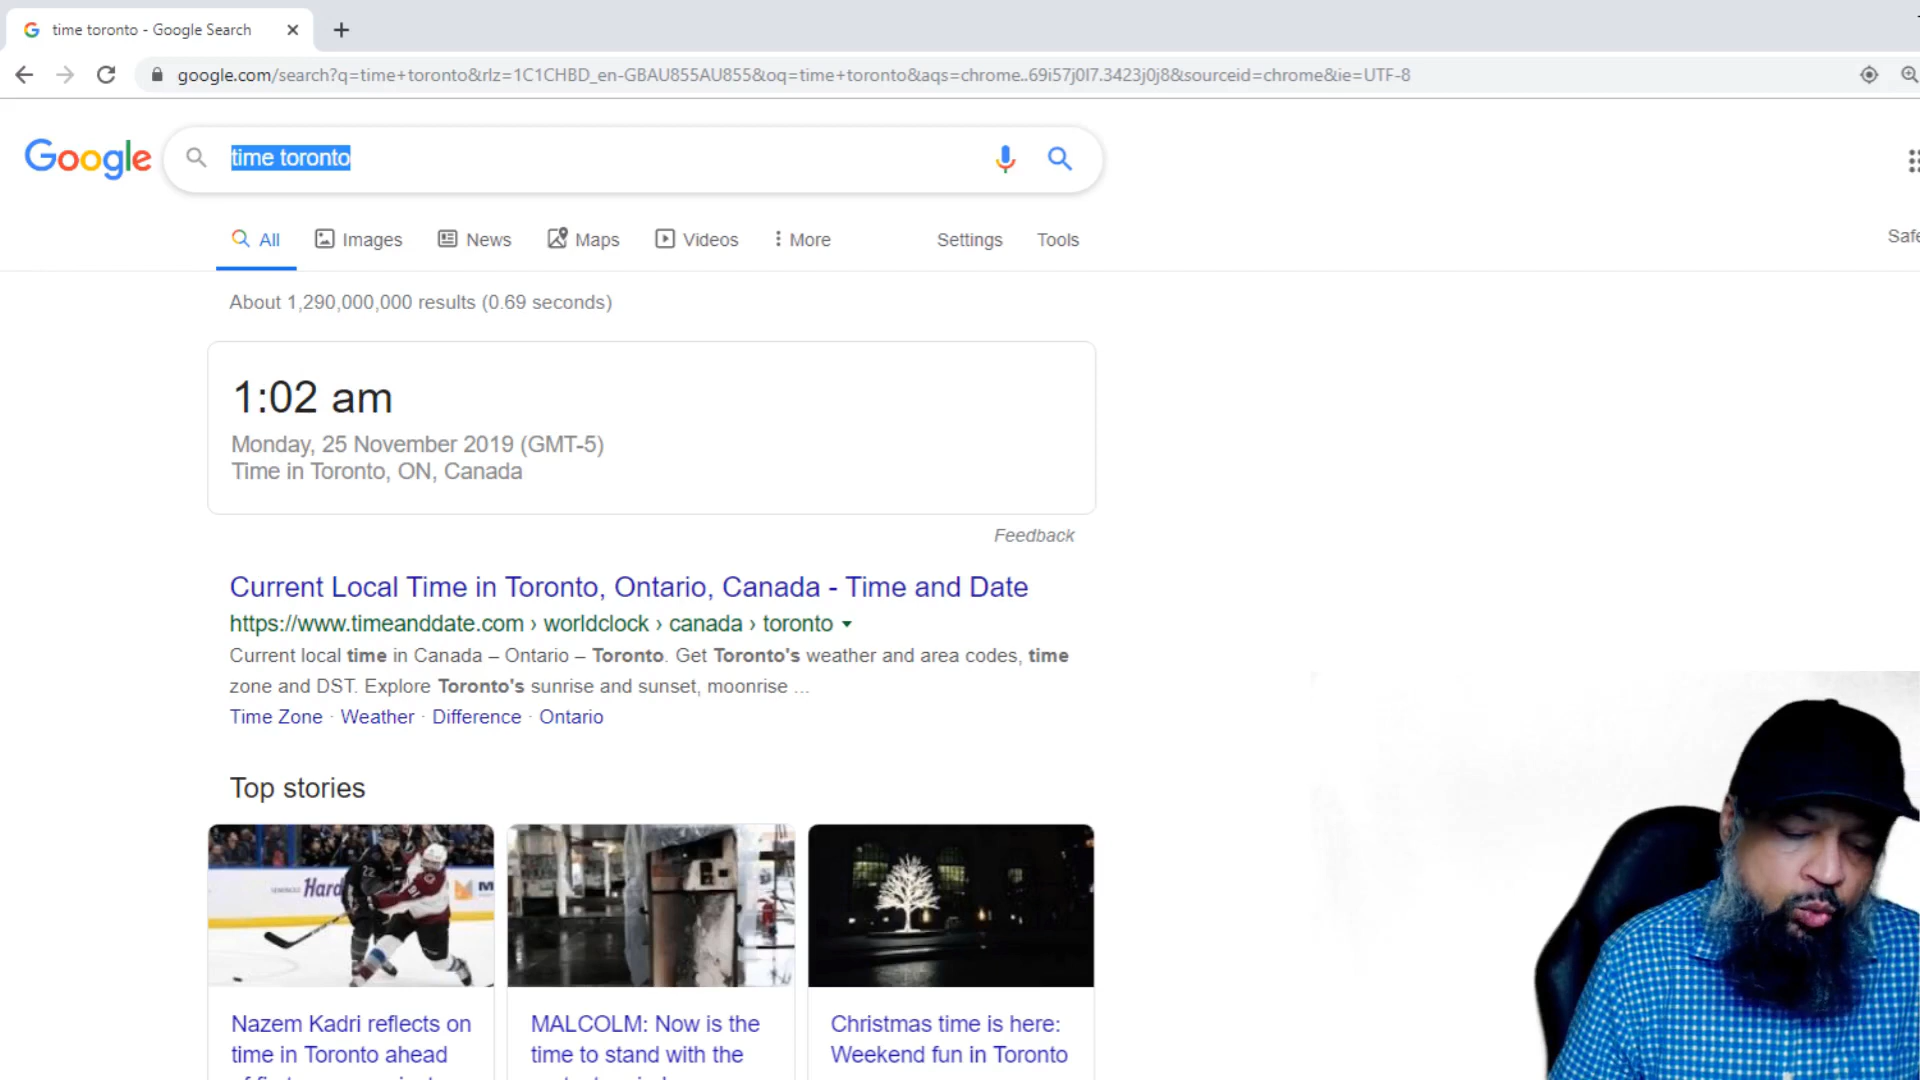 time toronto - Google Search
google.com/search?q=time+toronto&rlz=1C1CHBD_en-GBAU855AU855&oq=time+toronto&aqs=chrome..69i57j0l7.3423j0j8&sourceid=chrome&ie=UTF-8
Google
time toronto
All Images News Maps Videos More Settings Tools
Safe
About 1,290,000,000 results (0.69 seconds)
1:02 am
Monday, 25 November 2019 (GMT-5)
Time in Toronto, ON, Canada
Feedback
Current Local Time in Toronto, Ontario, Canada - Time and Date
https://www.timeanddate.com › worldclock › canada › toronto
Current local time in Canada – Ontario – Toronto. Get Toronto's weather and area codes, time
zone and DST. Explore Toronto's sunrise and sunset, moonrise ...
Time Zone · Weather · Difference · Ontario
Top stories
Hard
22
91
Nazem Kadri reflects on
time in Toronto ahead
MALCOLM: Now is the
time to stand with the
Christmas time is here:
Weekend fun in Toronto